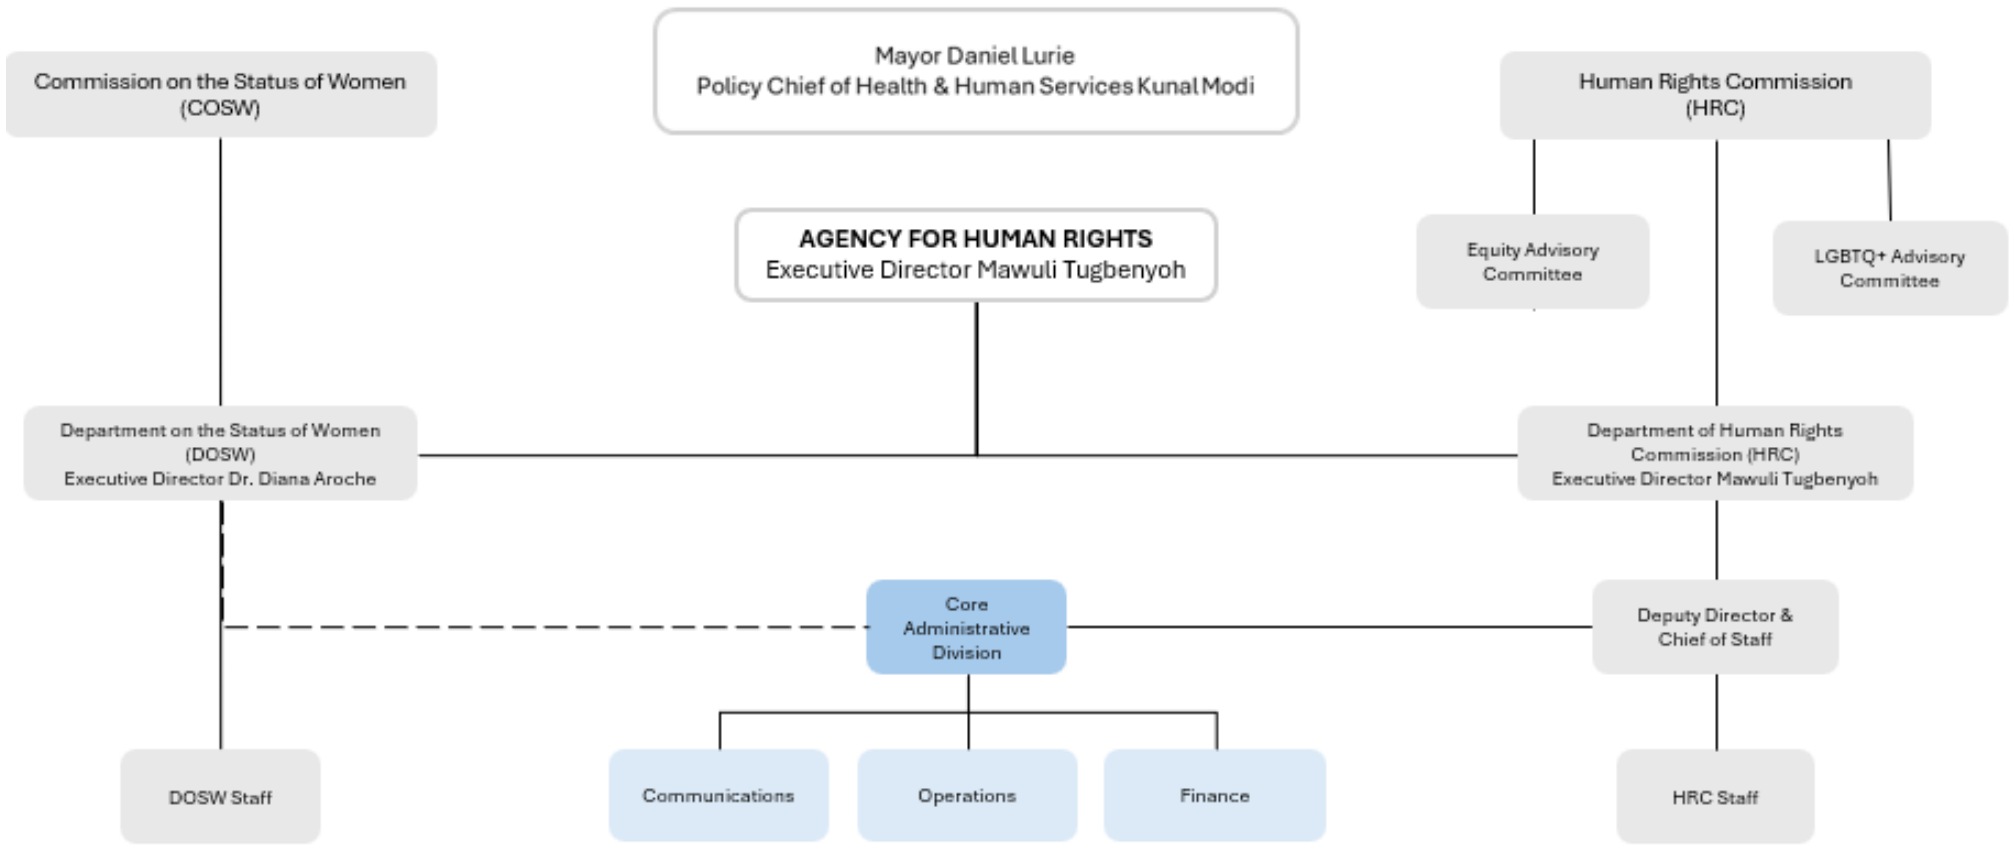 Mayor Daniel Lurie
Policy Chief of Health & Human Services Kunal Modi
Commission on the Status of Women
(COSW)
Human Rights Commission
(HRC)
AGENCY FOR HUMAN RIGHTS
Executive Director Mawuli Tugbenyoh
Equity Advisory
Committee
LGBTQ+ Advisory
Committee
Department on the Status of Women
(DOSW)
Executive Director Dr. Diana Aroche
Department of Human Rights
Commission (HRC)
Executive Director Mawuli Tugbenyoh
Core
Administrative
Division
Deputy Director &
Chief of Staff
DOSW Staff
Communications
Operations
Finance
HRC Staff